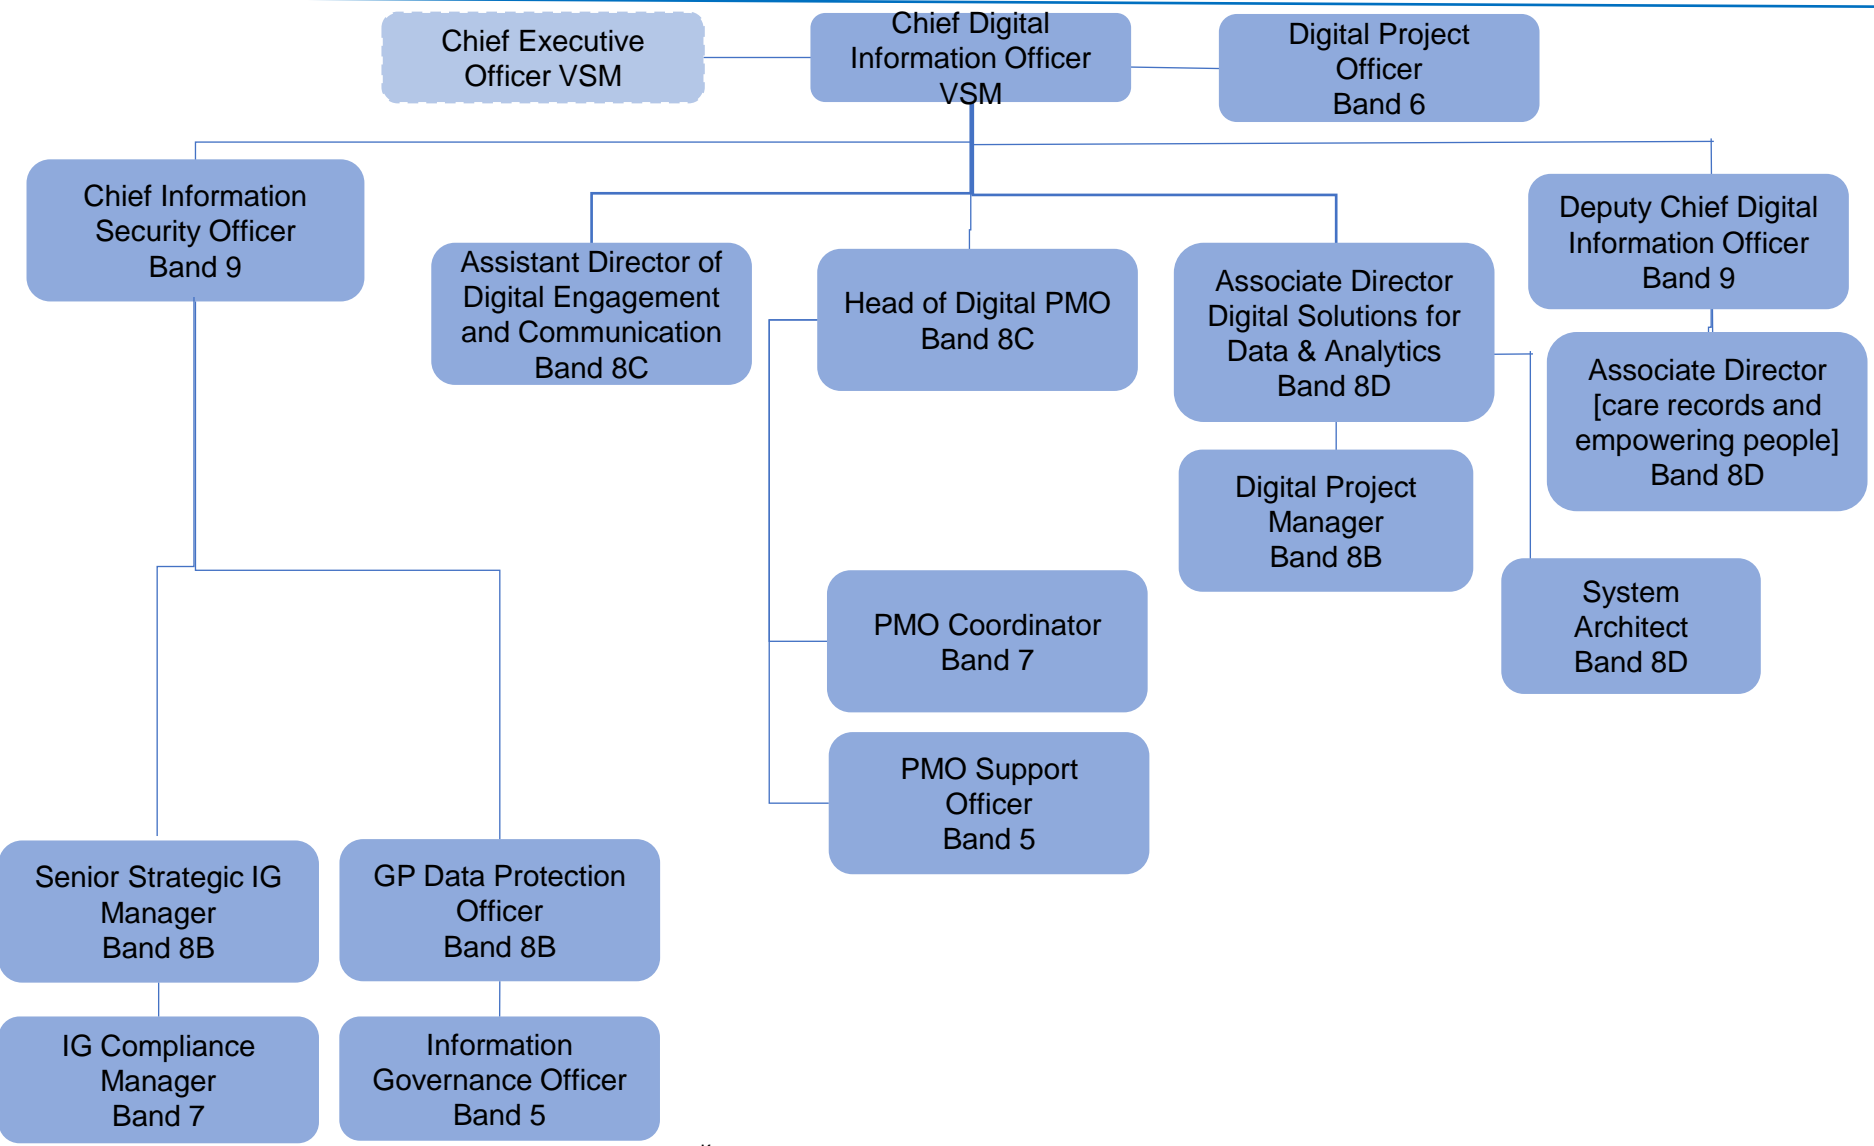 Chief Executive
Officer VSM
Chief Digital
Information Officer
VSM
Digital Project
Officer
Band 6
Chief Information
Security Officer
Band 9
Assistant Director of
Digital Engagement
and Communication
Band 8C
Head of Digital PMO
Band 8C
Associate Director
Digital Solutions for
Data & Analytics
Band 8D
Deputy Chief Digital
Information Officer
Band 9
Associate Director
[care records and
empowering people]
Band 8D
Digital Project
Manager
Band 8B
System
Architect
Band 8D
PMO Coordinator
Band 7
PMO Support
Officer
Band 5
Senior Strategic IG
Manager
Band 8B
GP Data Protection
Officer
Band 8B
IG Compliance
Manager
Band 7
Information
Governance Officer
Band 5